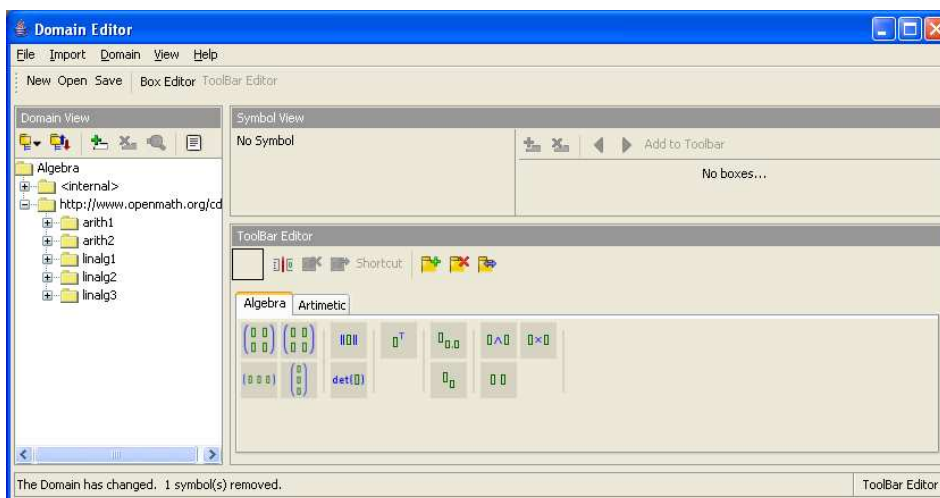 Domain Editor
File Import Domain View Help
New Open Save Box Editor ToolBar Editor
Domain View
Algebra
<internal>
http://www.openmath.org/cd
arith1
arith2
linalg1
linalg2
linalg3
Symbol View
No Symbol
Add to Toolbar
No boxes...
ToolBar Editor
Shortcut
Algebra Artimetic
det(▯)
The Domain has changed. 1 symbol(s) removed.
ToolBar Editor